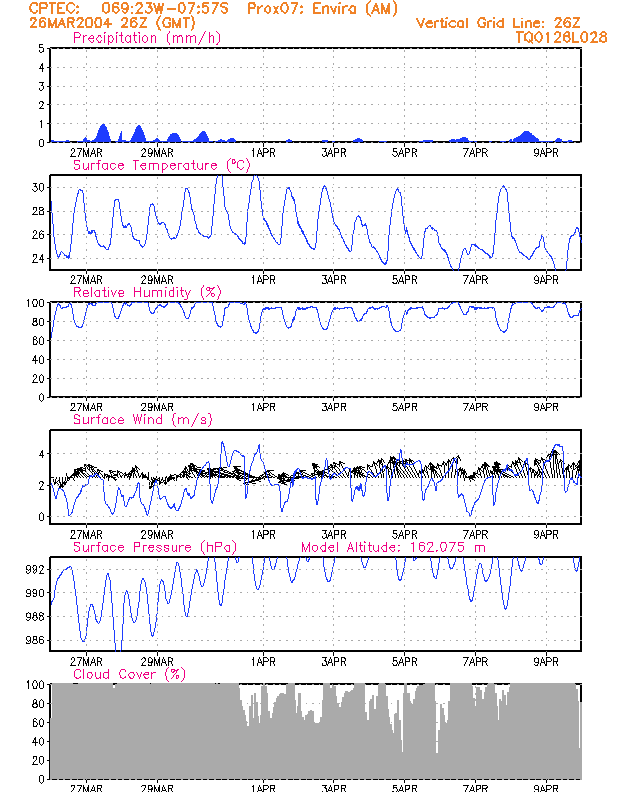 CPTEC: 069:23W-07:57S Prox07: Envira (AM)
26MAR2004 26Z (GMT) Vertical Grid Line: 26Z
Precipitation (mm/h) TQ0126L028
5
4
3
2
1
0
27MAR 29MAR 1APR 3APR 5APR 7APR 9APR
Surface Temperature (°C)
30
28
26
24
27MAR 29MAR 1APR 3APR 5APR 7APR 9APR
Relative Humidity (%)
100
80
60
40
20
0
27MAR 29MAR 1APR 3APR 5APR 7APR 9APR
Surface Wind (m/s)
4
2
0
27MAR 29MAR 1APR 3APR 5APR 7APR 9APR
Surface Pressure (hPa) Model Altitude: 162.075 m
992
990
988
986
27MAR 29MAR 1APR 3APR 5APR 7APR 9APR
Cloud Cover (%)
100
80
60
40
20
0
27MAR 29MAR 1APR 3APR 5APR 7APR 9APR